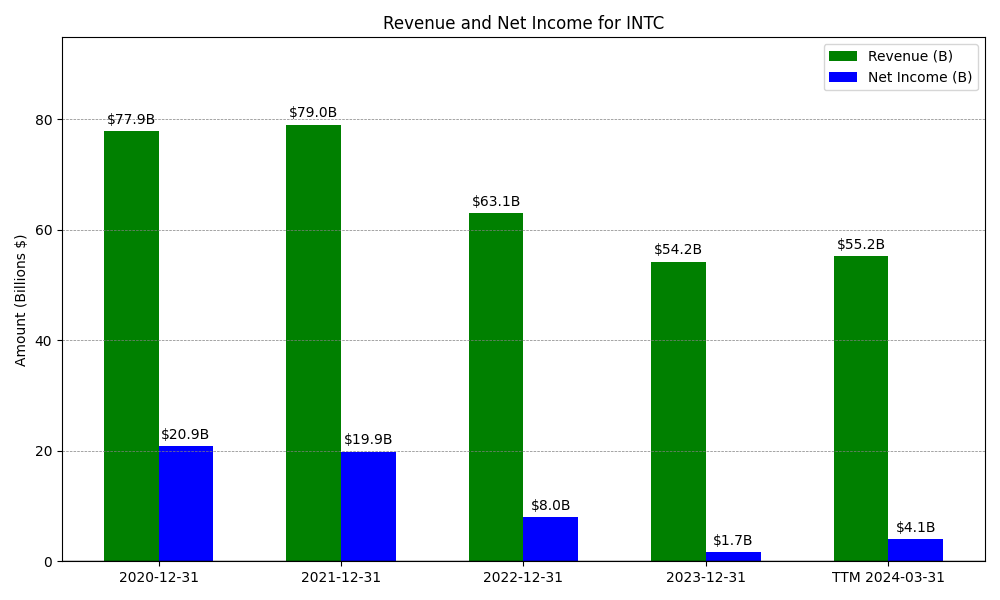 Revenue and Net Income for INTC
Revenue (B)
Net Income (B)
Amount (Billions $)
80
60
40
20
0
$77.9B
$20.9B
$79.0B
$19.9B
$63.1B
$8.0B
$54.2B
$1.7B
$55.2B
$4.1B
2020-12-31
2021-12-31
2022-12-31
2023-12-31
TTM 2024-03-31